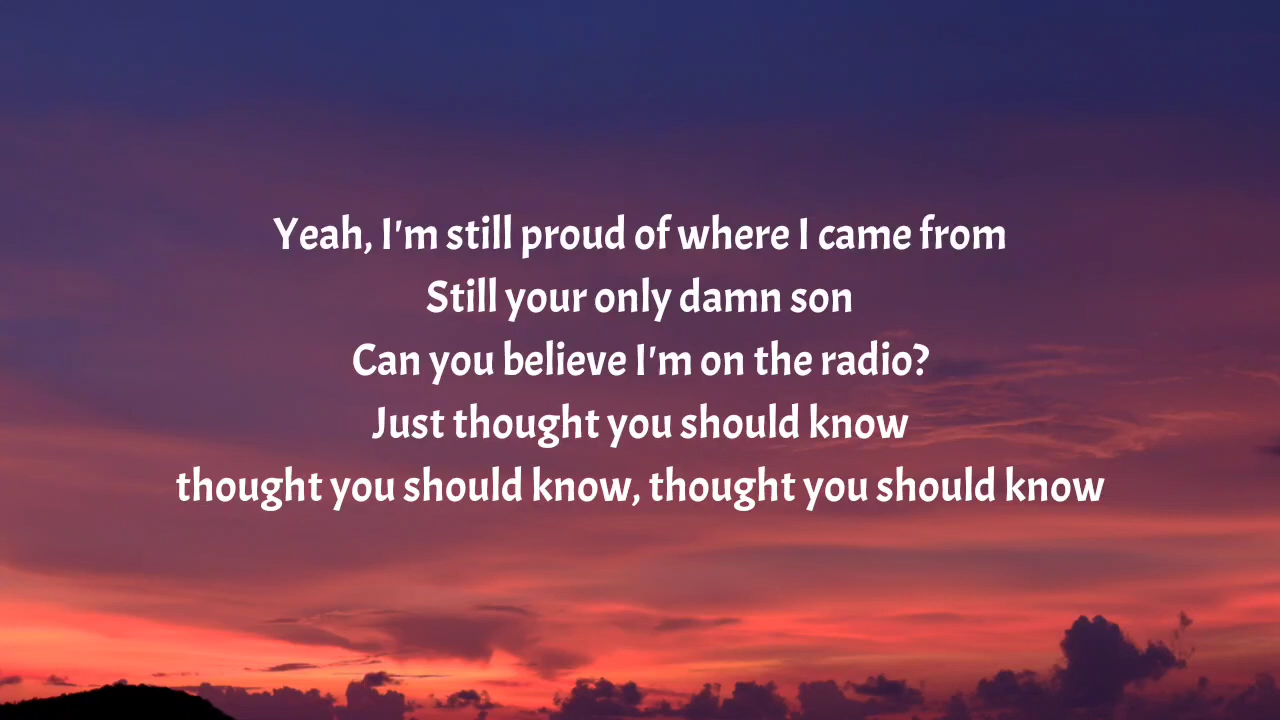 Yeah, I'm still proud of where I came from
Still your only damn son
Can you believe I'm on the radio?
Just thought you should know
thought you should know, thought you should know